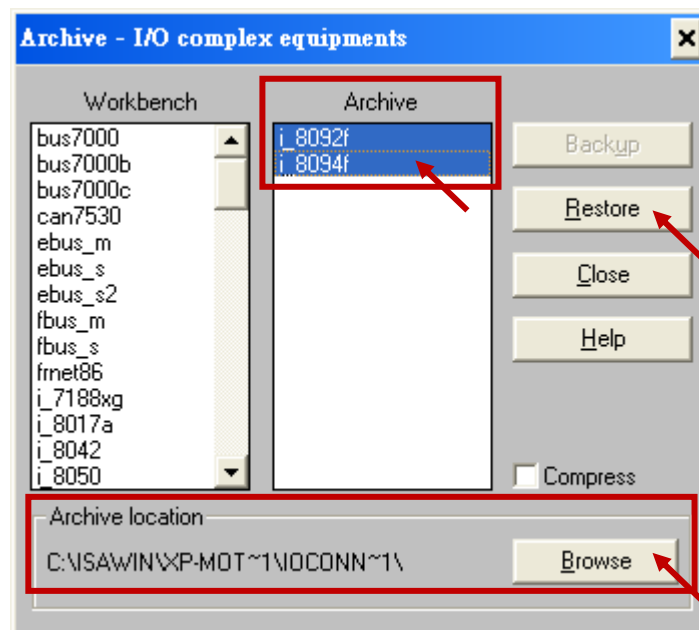 Archive - I/O complex equipments
Workbench
bus7000
bus7000b
bus7000c
can7530
ebus_m
ebus_s
ebus_s2
fbus_m
fbus_s
frnet86
i_7188xg
i_8017a
i_8042
i_8050
Archive
i_8092f
i_8094f
Backup
Restore
Close
Help
Compress
Archive location
C:\ISAWIN\XP-MOT~1\IOCONN~1\
Browse